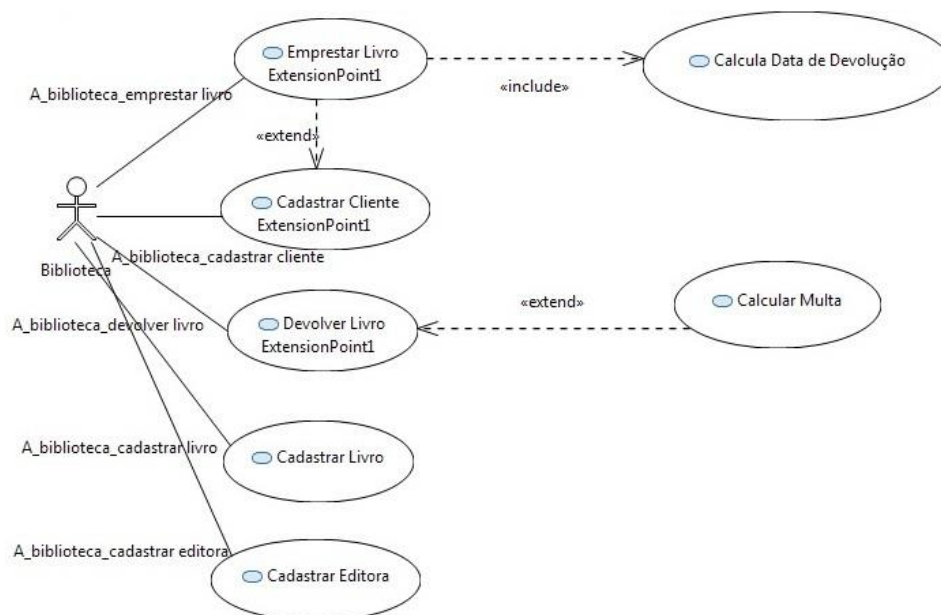 Emprestar Livro
ExtensionPoint1
Calcula Data de Devolução
«include»
A_biblioteca_emprestar livro
«extend»
Cadastrar Cliente
ExtensionPoint1
A_biblioteca_cadastrar cliente
Biblioteca
«extend»
Calcular Multa
A_biblioteca_devolver livro
Devolver Livro
ExtensionPoint1
A_biblioteca_cadastrar livro
Cadastrar Livro
A_biblioteca_cadastrar editora
Cadastrar Editora